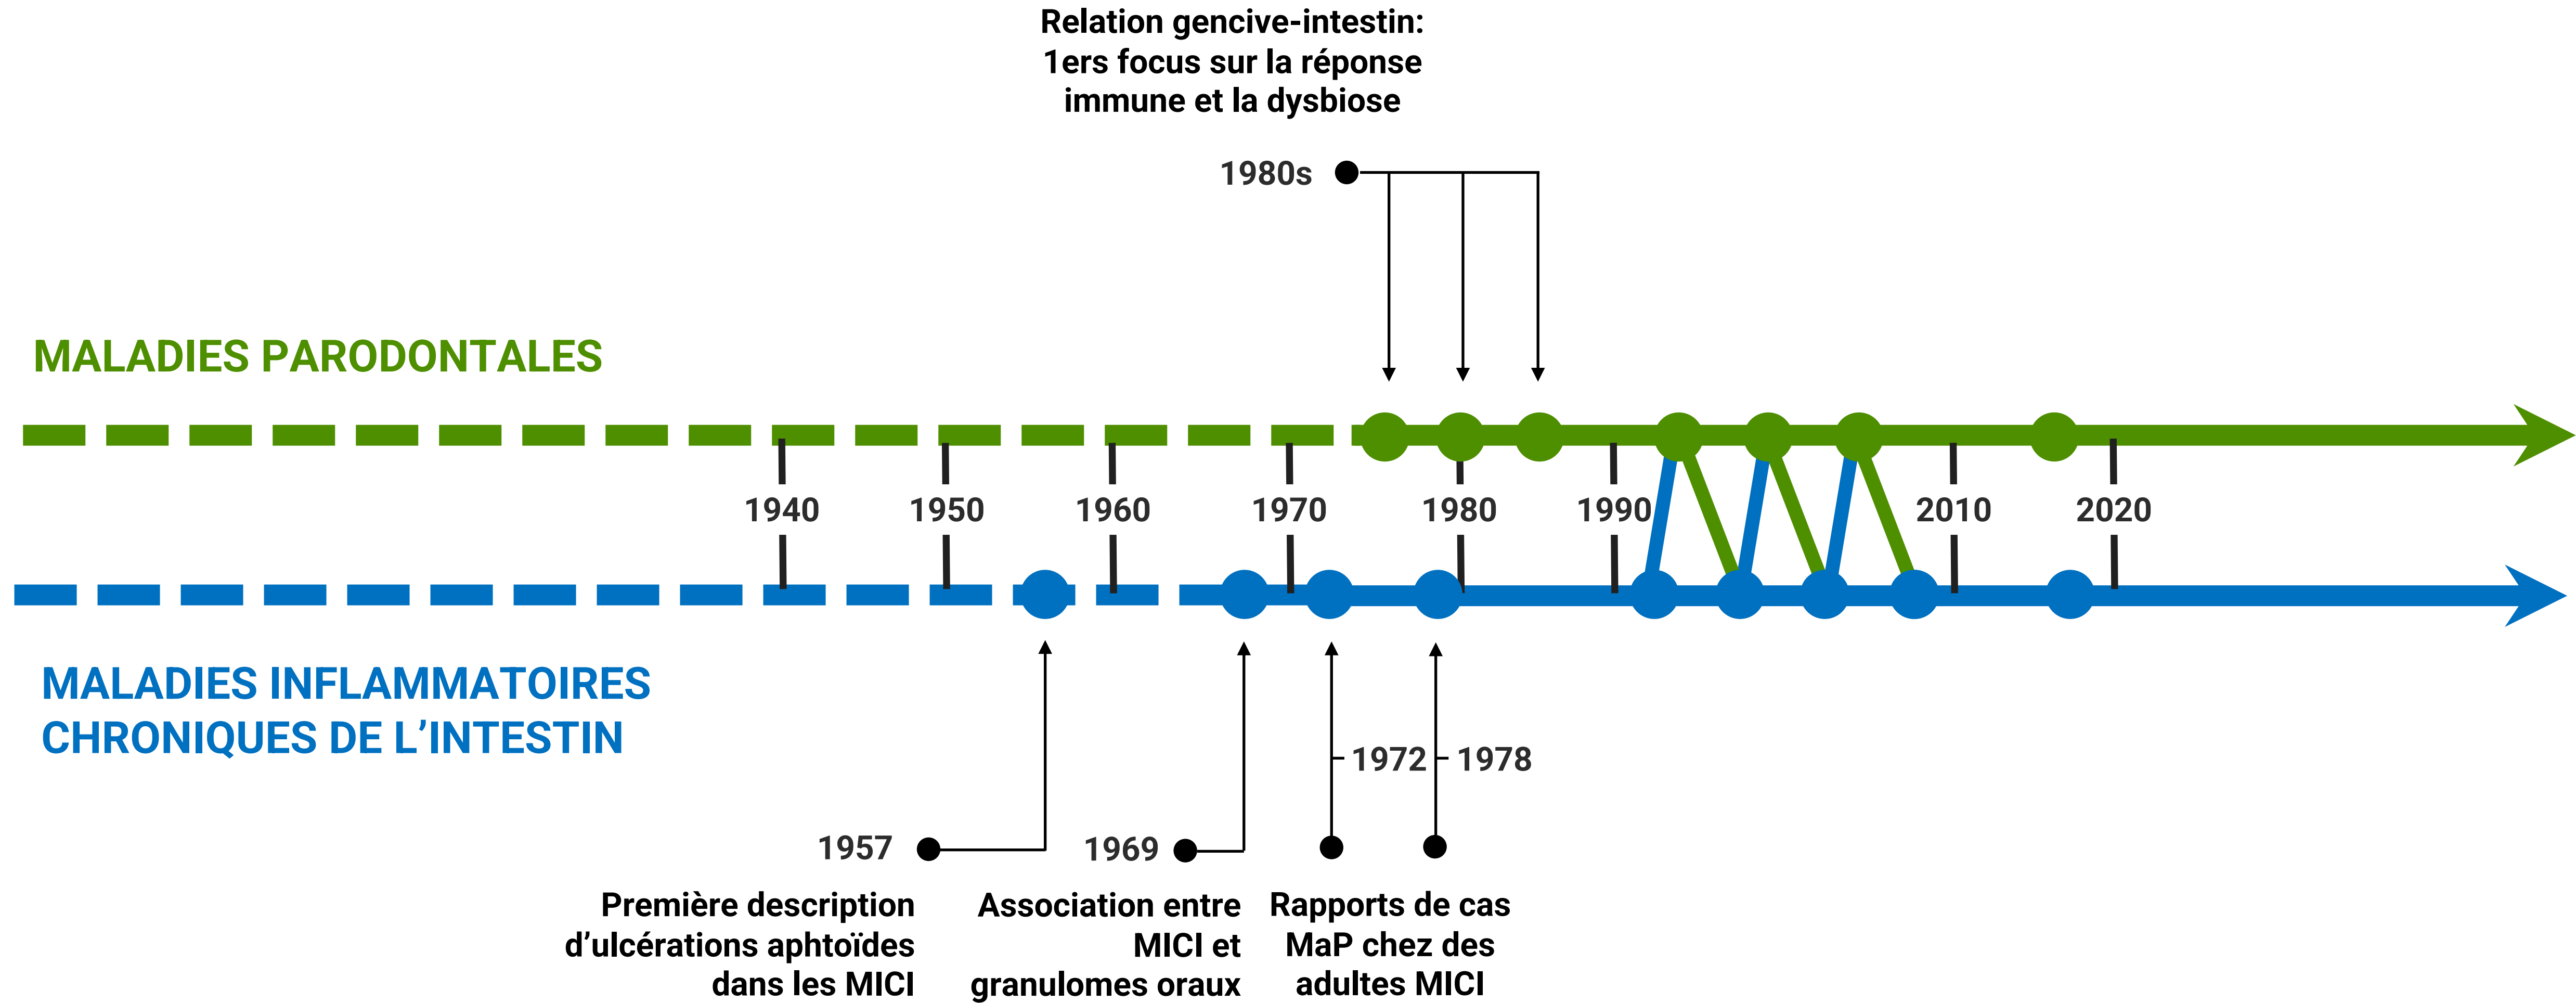 Relation gencive-intestin:
1ers focus sur la réponse
immune et la dysbiose
1980s
MALADIES PARODONTALES
1940
1950
1960
1970
1980
1990
2010
2020
MALADIES INFLAMMATOIRES
CHRONIQUES DE L’INTESTIN
1972
1978
1957
1969
Première description
d’ulcérations aphtoïdes
dans les MICI
Association entre
MICI et
granulomes oraux
Rapports de cas
MaP chez des
adultes MICI